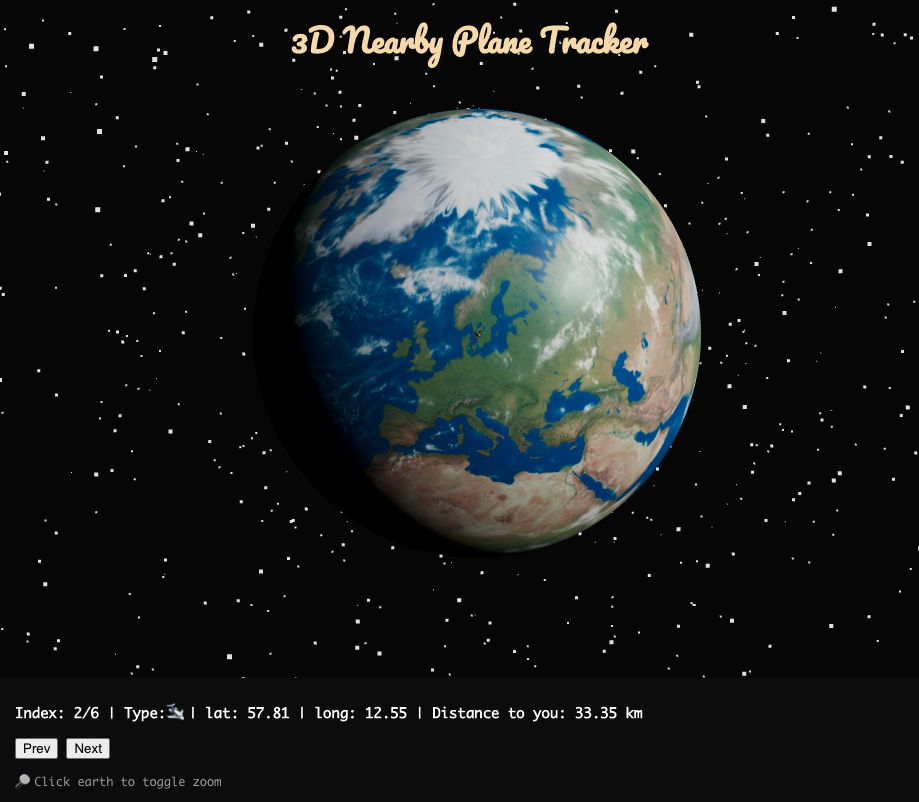 3D Nearby Plane Tracker
Index: 2/6 | Type:🛩 | lat: 57.81 | long: 12.55 | Distance to you: 33.35 km
Prev Next
🔎 Click earth to toggle zoom